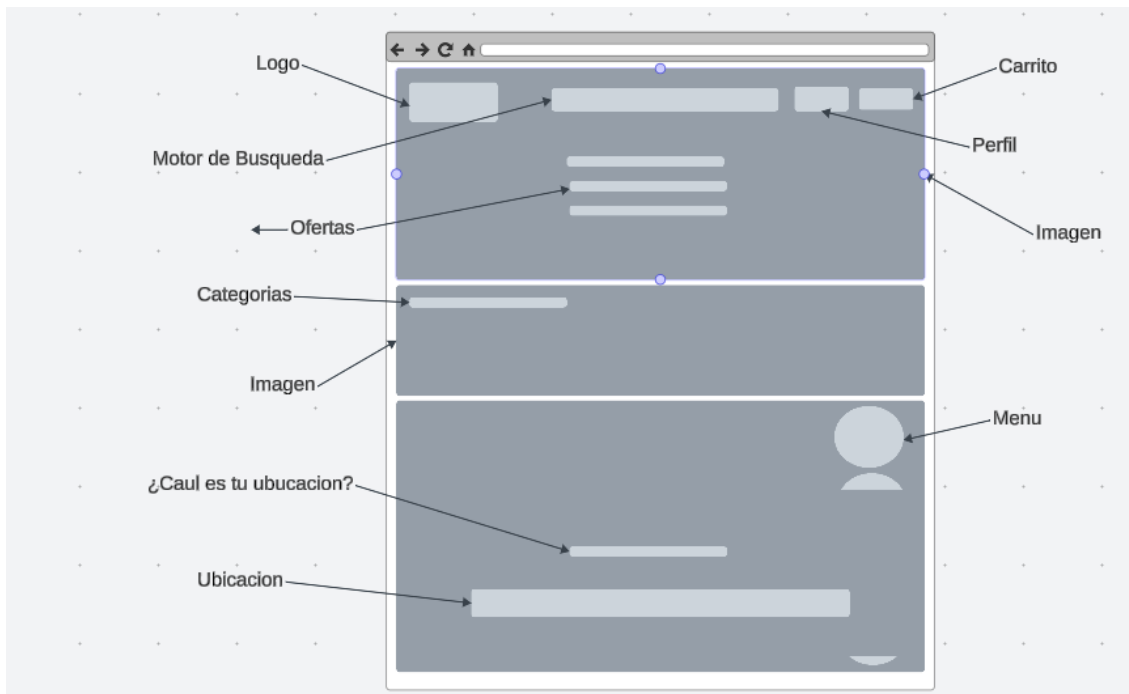 Logo
Carrito
Motor de Busqueda
Perfil
Ofertas
Imagen
Categorias
Imagen
Menu
¿Caul es tu ubucacion?
Ubicacion